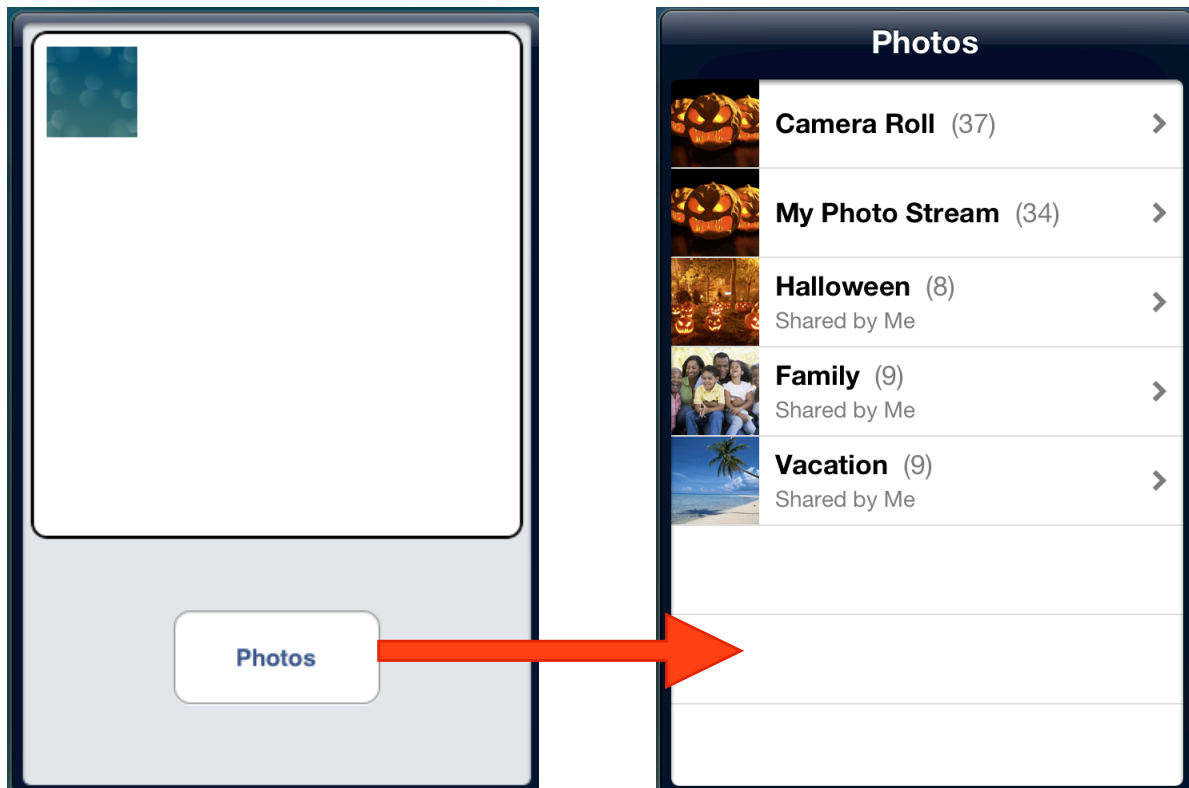 Photos
Photos
Camera Roll (37)
My Photo Stream (34)
Halloween (8)
Shared by Me
Family (9)
Shared by Me
Vacation (9)
Shared by Me